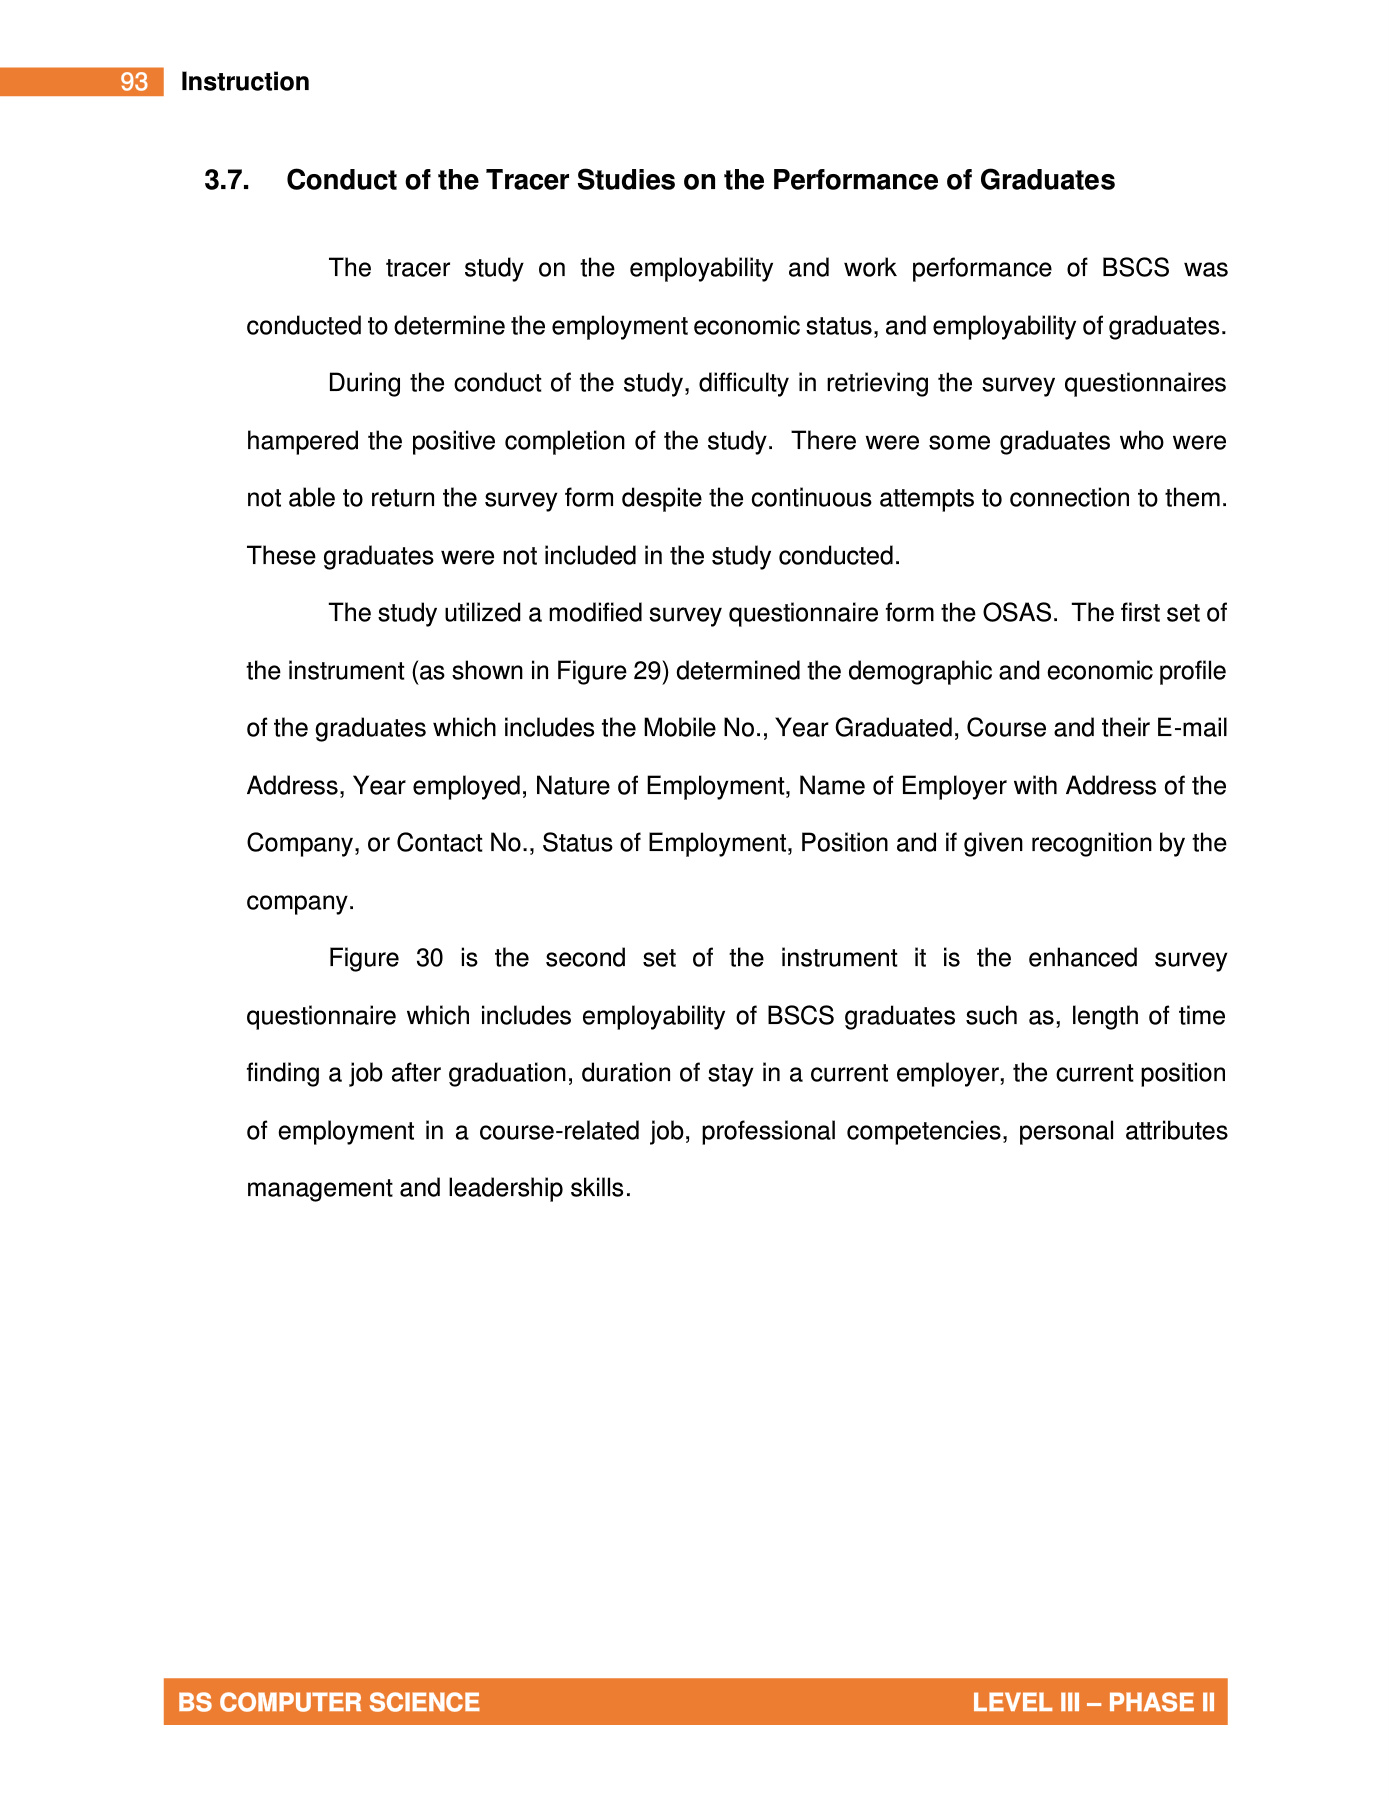 93 Instruction
3.7. Conduct of the Tracer Studies on the Performance of Graduates
The tracer study on the employability and work performance of BSCS was
conducted to determine the employment economic status, and employability of graduates.
During the conduct of the study, difficulty in retrieving the survey questionnaires
hampered the positive completion of the study. There were some graduates who were
not able to return the survey form despite the continuous attempts to connection to them.
These graduates were not included in the study conducted.
The study utilized a modified survey questionnaire form the OSAS. The first set of
the instrument (as shown in Figure 29) determined the demographic and economic profile
of the graduates which includes the Mobile No., Year Graduated, Course and their E-mail
Address, Year employed, Nature of Employment, Name of Employer with Address of the
Company, or Contact No., Status of Employment, Position and if given recognition by the
company.
Figure 30 is the second set of the instrument it is the enhanced survey
questionnaire which includes employability of BSCS graduates such as, length of time
finding a job after graduation, duration of stay in a current employer, the current position
of employment in a course-related job, professional competencies, personal attributes
management and leadership skills.
BS COMPUTER SCIENCE LEVEL III – PHASE II